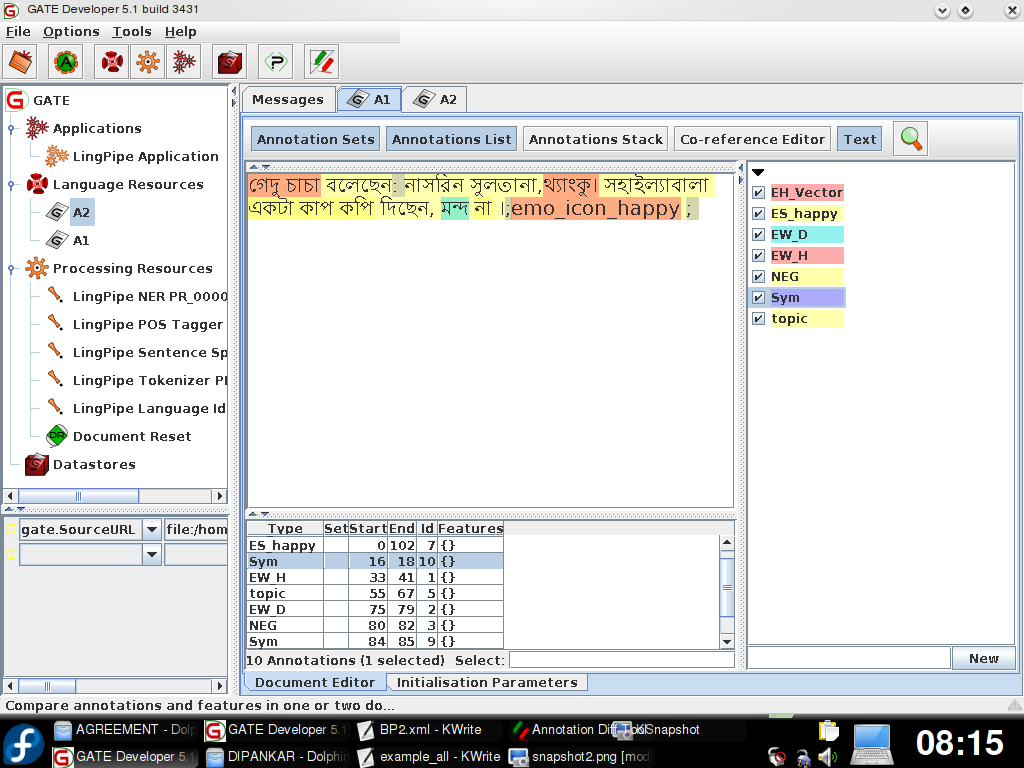 GATE Developer 5.1 build 3431
File Options Tools Help
GATE
Applications
LingPipe Application
Language Resources
A2
A1
Processing Resources
LingPipe NER PR_0000
LingPipe POS Tagger
LingPipe Sentence Sp
LingPipe Tokenizer P
LingPipe Language Id
Document Reset
Datastores
gate.SourceURL file:/hom
Messages A1 A2
Annotation Sets Annotations List Annotations Stack Co-reference Editor Text
গেদু চাচা বলেছেন: নাসরিন সুলতানা,থ্যাংকু। সহাইল্যাবালা
একটা কাপ কপি দিছেন, মন্দ না ।;emo_icon_happy ;
EH_Vector
ES_happy
EW_D
EW_H
NEG
Sym
topic
Type Set Start End Id Features
ES_happy 0 102 7 {}
Sym 16 18 10 {}
EW_H 33 41 1 {}
topic 55 67 5 {}
EW_D 75 79 2 {}
NEG 80 82 3 {}
Sym 84 85 9 {}
10 Annotations (1 selected) Select:
New
Document Editor Initialisation Parameters
Compare annotations and features in one or two do...
AGREEMENT - Dolp GATE Developer 5.1 BP2.xml - KWrite Annotation Diff KSnapshot
GATE Developer 5. DIPANKAR - Dolphin example_all - KWrite snapshot2.png [mod
08:15